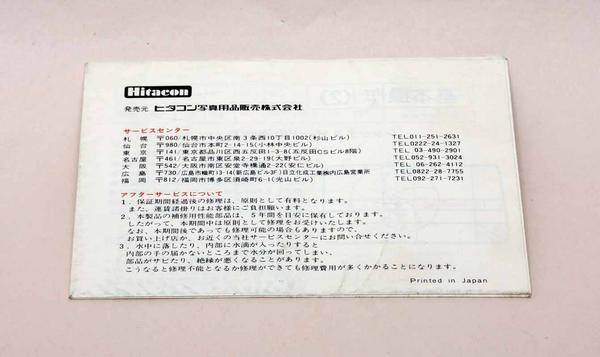 Hitacon
発売元 ヒタコン写真用品販売株式会社
サービスセンター
札幌 〒060/札幌市中央区南3条西10丁目1002(杉山ビル) TEL011-251-2631
仙台 〒980/仙台市本町2-14-15(小林中央ビル) TEL0222-24-1327
東京 〒141/東京都品川区西五反田1-3-8(五反田CSビル8階) TEL 03-490-2901
名古屋 〒461/名古屋市東区泉2-29-19(大野ビル) TEL052-931-3024
大阪 〒542/大阪市南区安堂寺橋通2-22(安仁ビル) TEL 06-262-4112
広島 〒730/広島市幟町13-14(新広島ビル3F)日立化成工業㈱内広島営業所 TEL0822-28-7755
福岡 〒812/福岡市博多区須崎町6-1(光山ビル) TEL 092-271-7231
アフターサービスについて
1. 保証期間経過後の修理は、原則として有料となります。
また、運賃諸掛りはお客様にご負担願います。
2. 本製品の補修用性能部品は、5年間を目安に保有しております。
したがって、本期間中は原則として修理をお受けいたします。
なお、本期間後であっても修理可能の場合もありますので、
お買い上げ店か、お近くの当社サービスセンターにお問い合せください。
3. 水中に落したり、内部に水滴が入ったりすると
内部の手の届かないところまで水分が回ってしまい、
部品がサビたり、絶縁が悪くなることがあります。
こうなると修理不能となるか修理ができても修理費用が多くかかることになります。
Printed in Japan